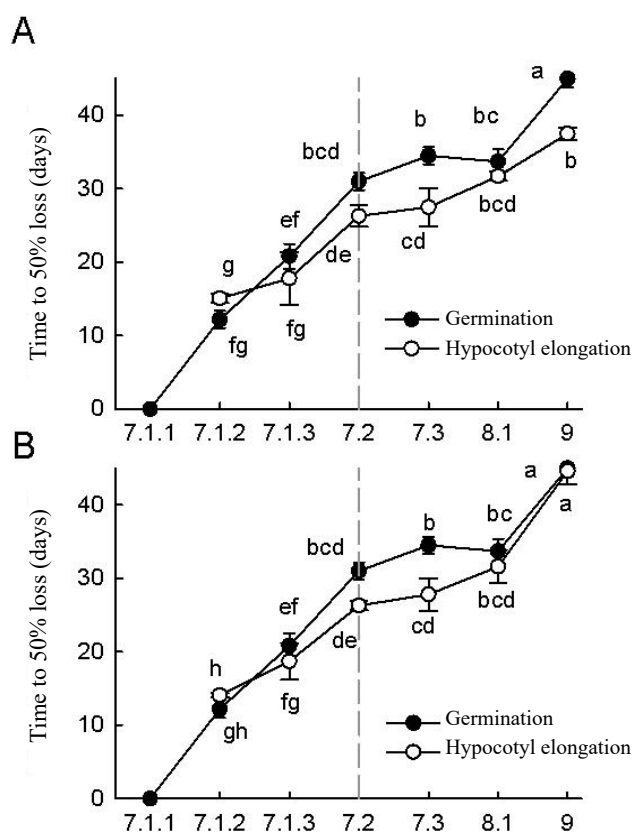 A
Time to 50% loss (days)
40
30
20
10
0
a
b
bc
b
bcd
bcd
cd
ef
de
g
fg
fg
Germination
Hypocotyl elongation
7.1.1 7.1.2 7.1.3 7.2 7.3 8.1 9
B
Time to 50% loss (days)
40
30
20
10
0
a
a
bc
b
bcd
bcd
cd
ef
de
h
fg
gh
Germination
Hypocotyl elongation
7.1.1 7.1.2 7.1.3 7.2 7.3 8.1 9